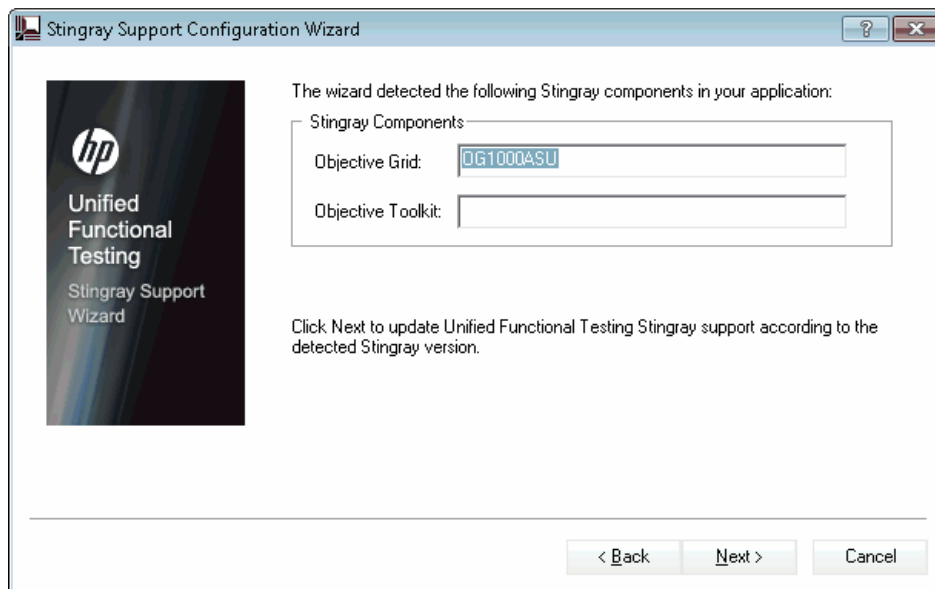 Stingray Support Configuration Wizard
?
hp
Unified
Functional
Testing
Stingray Support
Wizard
The wizard detected the following Stingray components in your application:
Stingray Components
Objective Grid: OG1000ASU
Objective Toolkit:
Click Next to update Unified Functional Testing Stingray support according to the
detected Stingray version.
< Back Next > Cancel